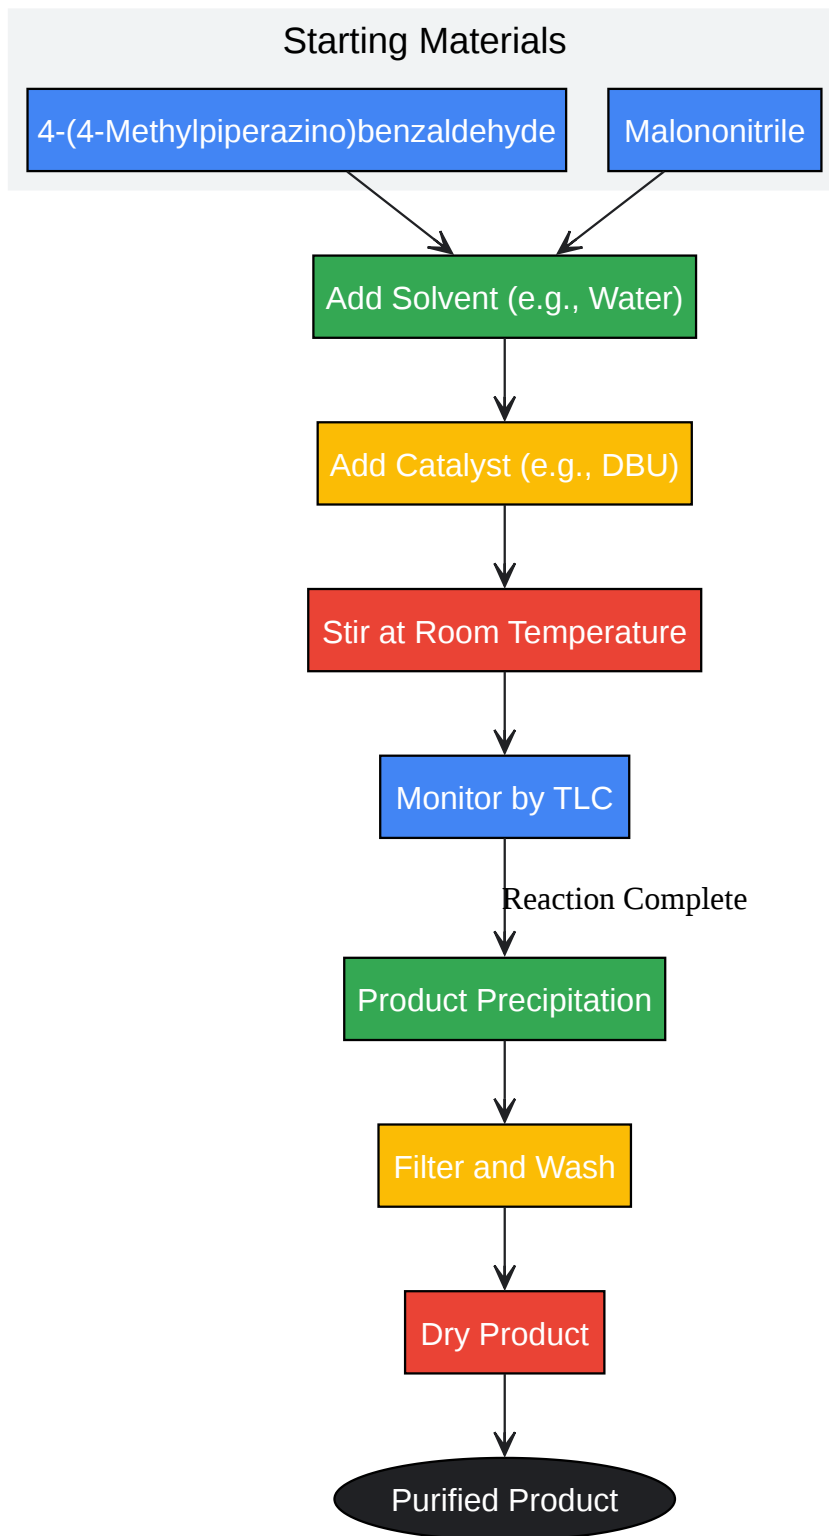 Starting Materials
4-(4-Methylpiperazino)benzaldehyde
Malononitrile
Add Solvent (e.g., Water)
Add Catalyst (e.g., DBU)
Stir at Room Temperature
Monitor by TLC
Reaction Complete
Product Precipitation
Filter and Wash
Dry Product
Purified Product